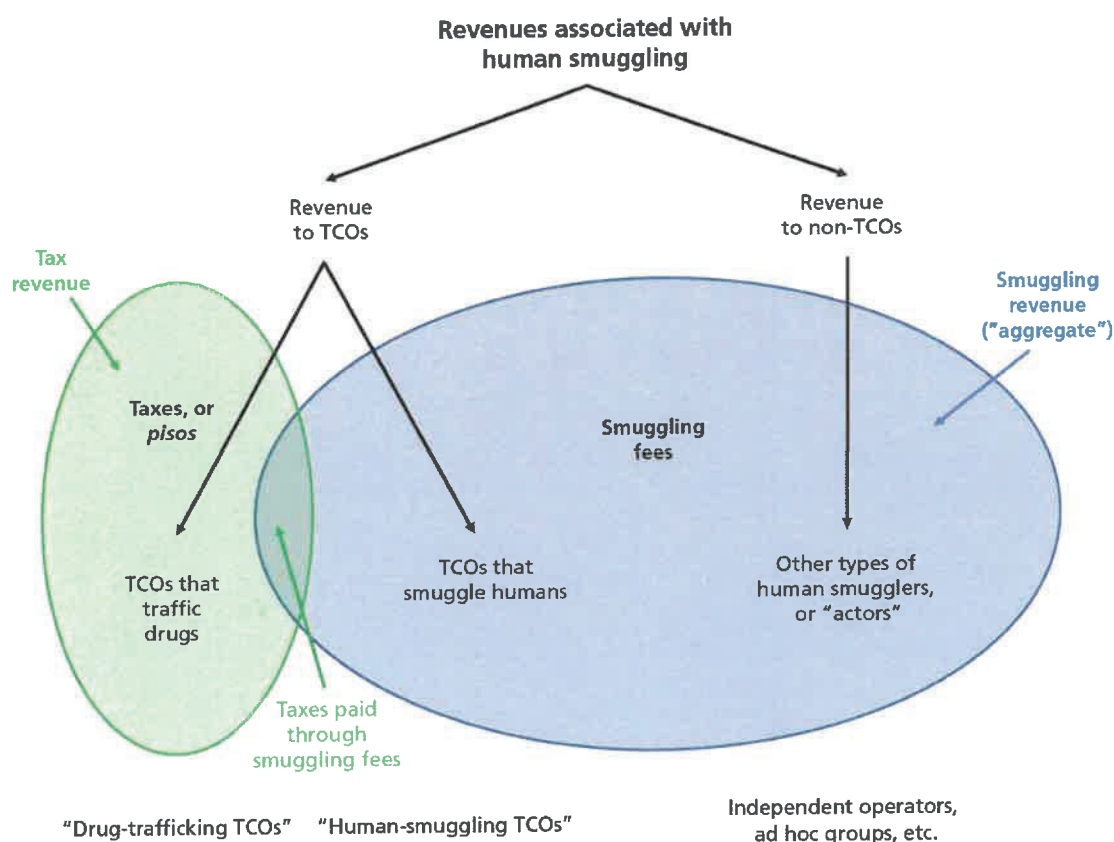 Revenues associated with
human smuggling
Revenue
to TCOs
Revenue
to non-TCOs
Tax
revenue
Smuggling
revenue
("aggregate")
Taxes, or
pisos
Smuggling
fees
TCOs that
traffic
drugs
TCOs that
smuggle humans
Other types of
human smugglers,
or "actors"
Taxes paid
through
smuggling fees
"Drug-trafficking TCOs"
"Human-smuggling TCOs"
Independent operators,
ad hoc groups, etc.